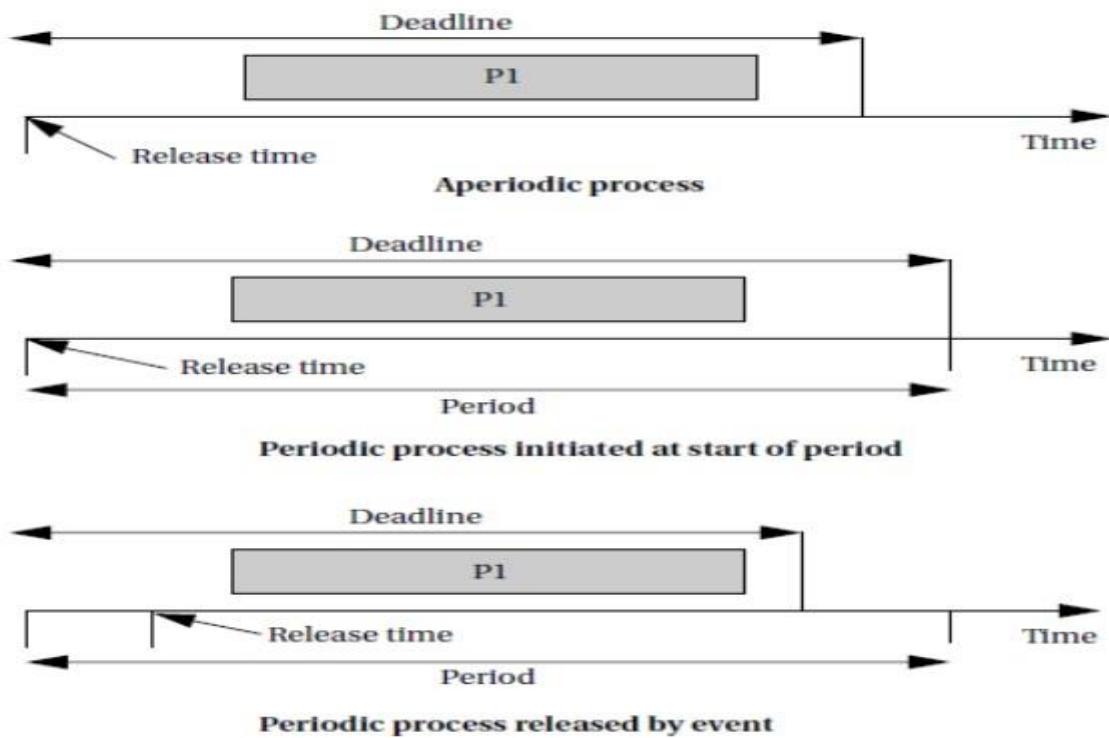 Deadline
P1
Time
Release time
Aperiodic process
Deadline
P1
Release time
Time
Period
Periodic process initiated at start of period
Deadline
P1
Release time
Time
Period
Periodic process released by event